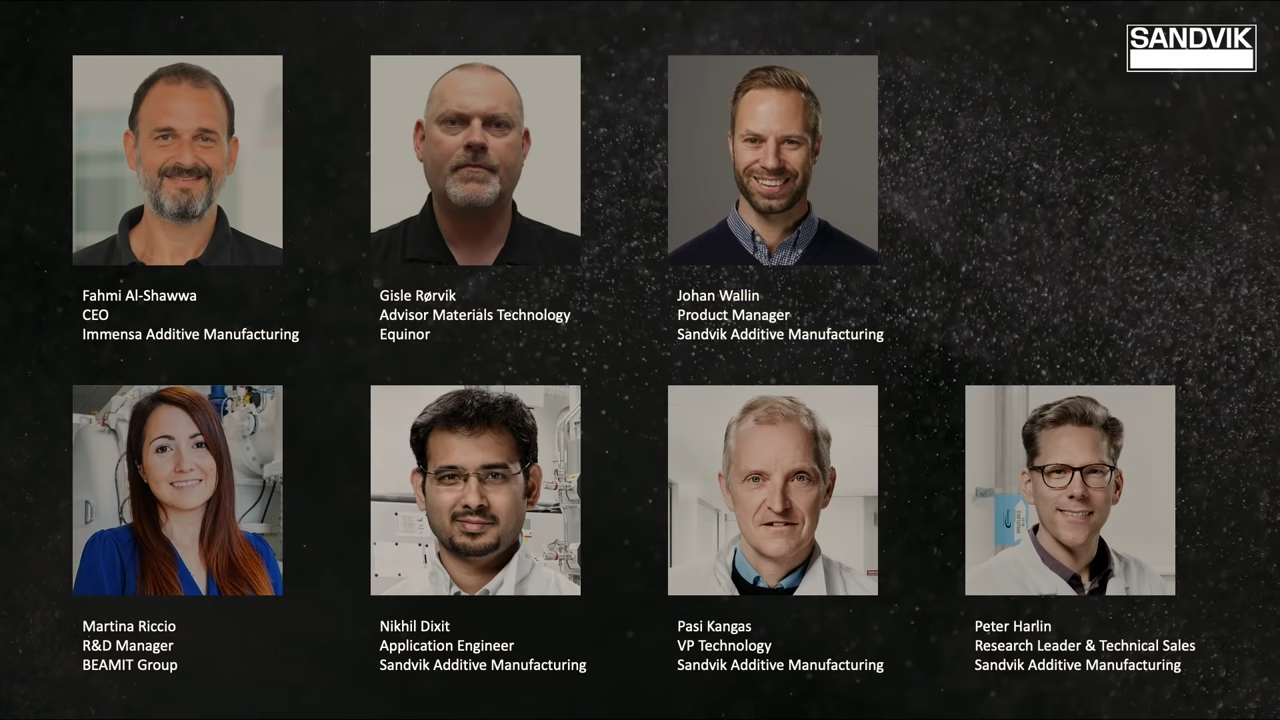 SANDVIK
Fahmi Al-Shawwa
CEO
Immensa Additive Manufacturing
Gisle Rørvik
Advisor Materials Technology
Equinor
Johan Wallin
Product Manager
Sandvik Additive Manufacturing
Martina Riccio
R&D Manager
BEAMIT Group
Nikhil Dixit
Application Engineer
Sandvik Additive Manufacturing
Pasi Kangas
VP Technology
Sandvik Additive Manufacturing
Peter Harlin
Research Leader & Technical Sales
Sandvik Additive Manufacturing